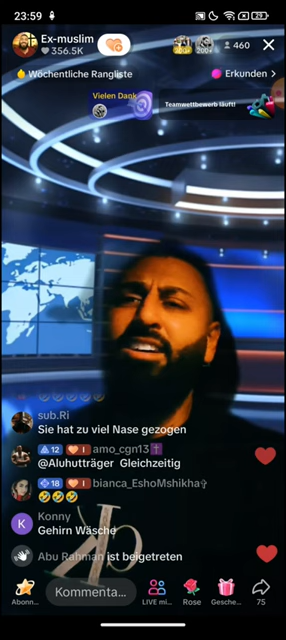 23:59
29
Ex-muslim
356.5K
460
Wöchentliche Rangliste
Erkunden >
Vielen Dank
Teamwettbewerb läuft!
sub.Ri
Sie hat zu viel Nase gezogen
12 I amo_cgn13
@Aluhutträger Gleichzeitig
18 I bianca_EshoMshikha
K Konny
Gehirn Wäsche
Abu Rahman ist beigetreten
Abonn...
Kommenta...
LIVE mi...
Rose
Gesche...
75